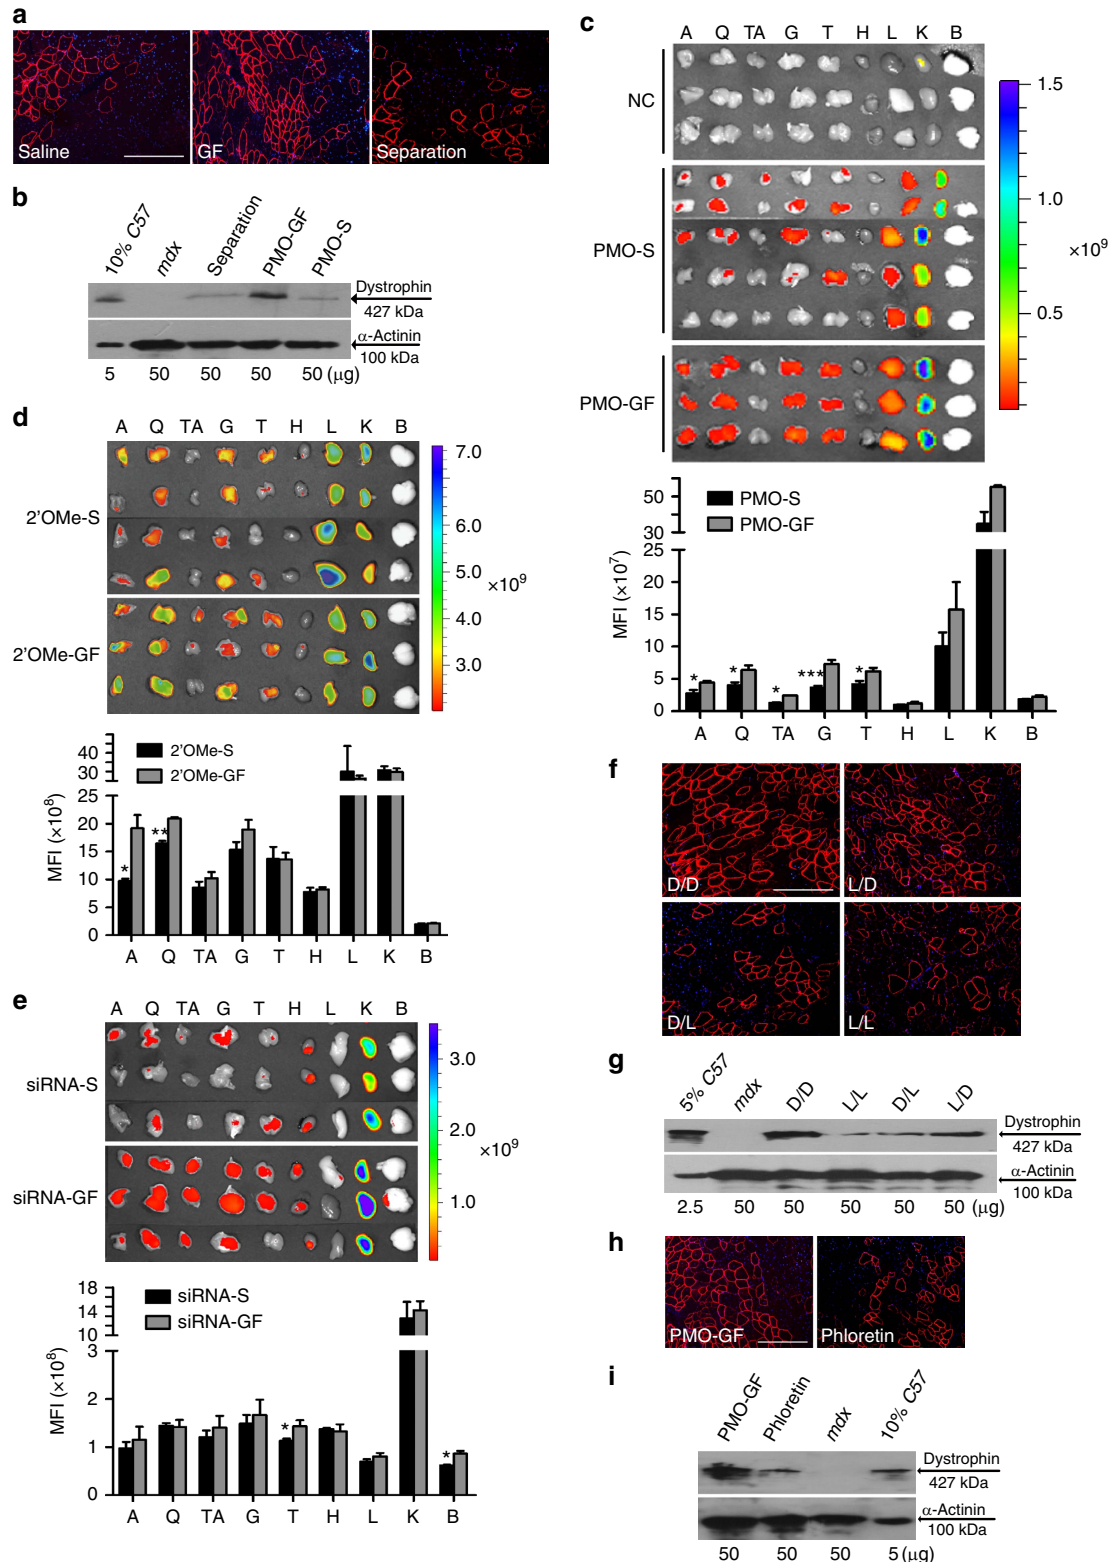 a
Saline
GF
Separation
b
10% C57
mdx
Separation
PMO-GF
PMO-S
Dystrophin
427 kDa
α-Actinin
100 kDa
5 50 50 50 50 (μg)
c
A Q TA G T H L K B
NC
PMO-S
PMO-GF
1.5
1.0
×10⁹
0.5
50
30
25
20
15
10
5
0
MFI (×10⁷)
PMO-S
PMO-GF
* * * *** *
A Q TA G T H L K B
d
A Q TA G T H L K B
2'OMe-S
2'OMe-GF
7.0
6.0
5.0
×10⁹
4.0
3.0
40
30
25
20
15
10
5
0
MFI (×10⁸)
2'OMe-S
2'OMe-GF
* **
A Q TA G T H L K B
e
A Q TA G T H L K B
siRNA-S
siRNA-GF
3.0
2.0
×10⁹
1.0
18
14
10
3
2
1
0
MFI (×10⁸)
siRNA-S
siRNA-GF
* *
A Q TA G T H L K B
f
D/D
L/D
D/L
L/L
g
5% C57
mdx
D/D
L/L
D/L
L/D
Dystrophin
427 kDa
α-Actinin
100 kDa
2.5 50 50 50 50 50 (μg)
h
PMO-GF
Phloretin
i
PMO-GF
Phloretin
mdx
10% C57
Dystrophin
427 kDa
α-Actinin
100 kDa
50 50 50 5 (μg)